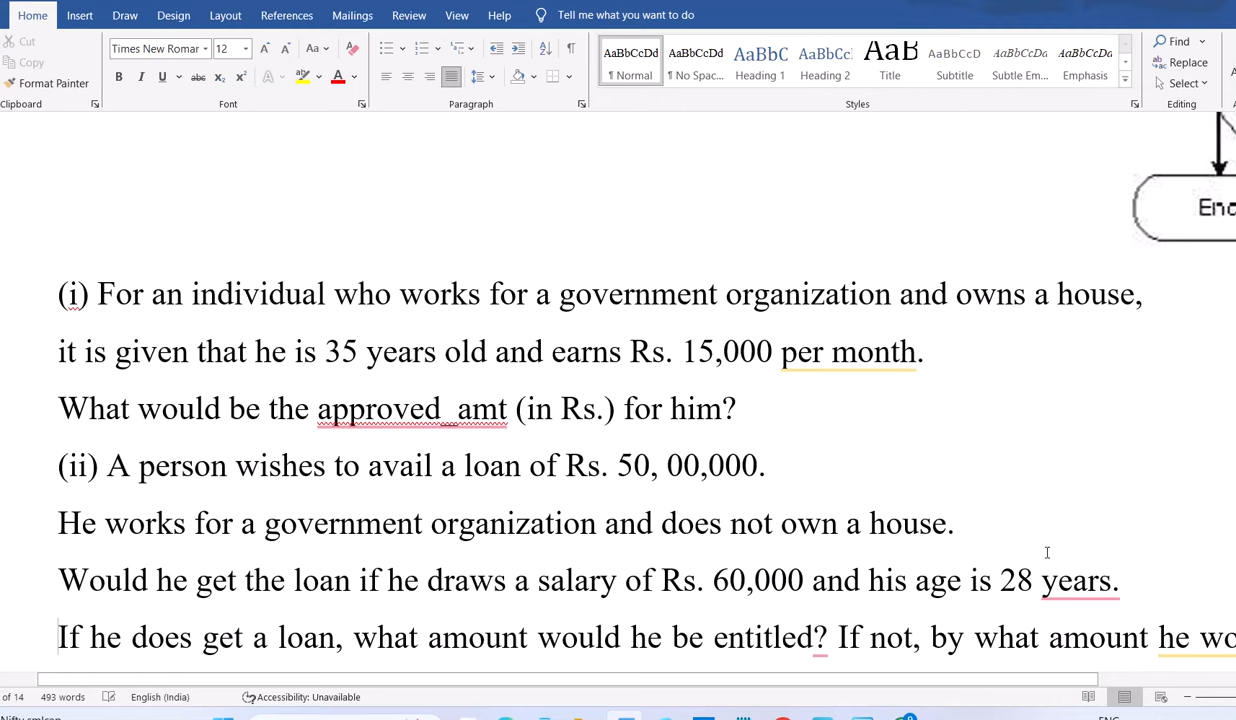 Home Insert Draw Design Layout References Mailings Review View Help Tell me what you want to do
Cut
Copy
Format Painter
Clipboard
Times New Romar 12
Font
Paragraph
AaBbCcDd ¶ Normal
AaBbCcDd ¶ No Spac...
AaBbC Heading 1
AaBbCc Heading 2
AaB Title
AaBbCcD Subtitle
AaBbCcDd Subtle Em...
AaBbCcDd Emphasis
Styles
Find
Replace
Select
Editing
(i) For an individual who works for a government organization and owns a house,
it is given that he is 35 years old and earns Rs. 15,000 per month.
What would be the approved_amt (in Rs.) for him?
(ii) A person wishes to avail a loan of Rs. 50, 00,000.
He works for a government organization and does not own a house.
Would he get the loan if he draws a salary of Rs. 60,000 and his age is 28 years.
If he does get a loan, what amount would he be entitled? If not, by what amount he wo
of 14 493 words English (India) Accessibility: Unavailable